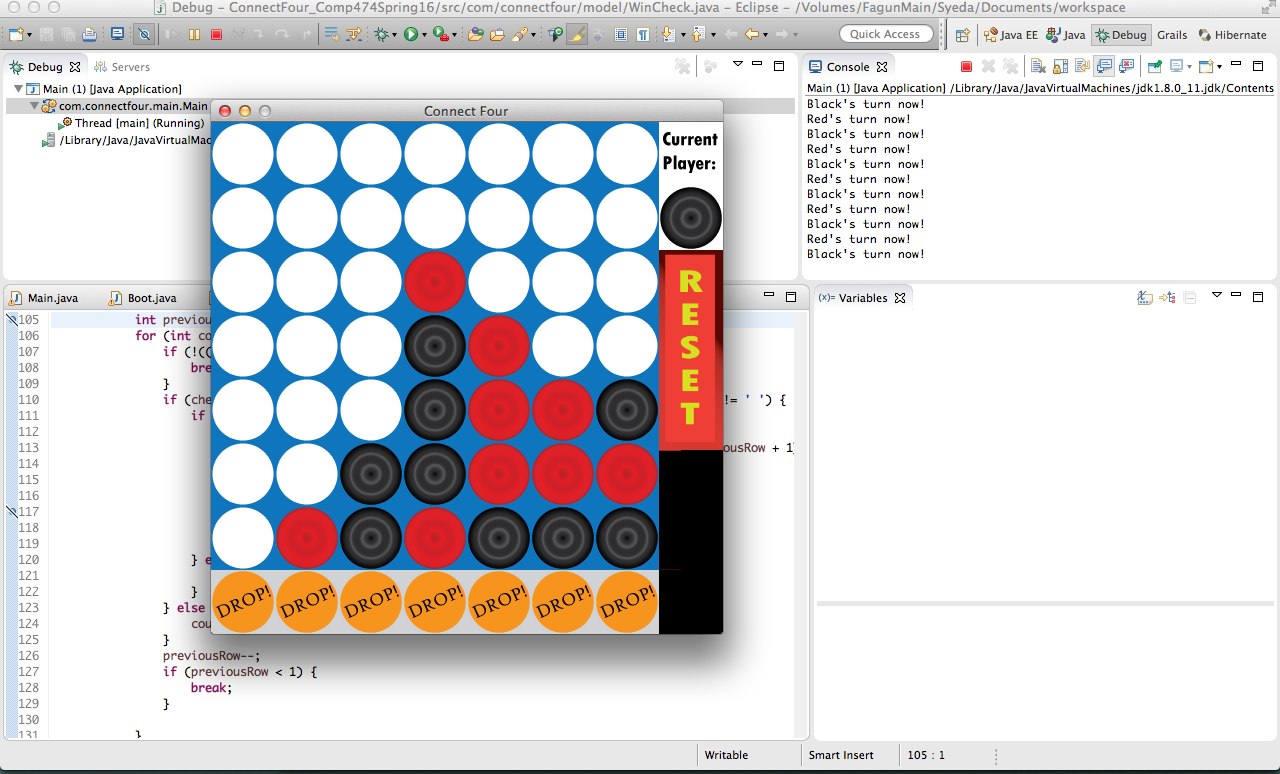 Debug – ConnectFour_Comp474Spring16/src/com/connectfour/model/WinCheck.java – Eclipse – /Volumes/FagunMain/Syeda/Documents/workspace
Quick Access
Java EE
Java
Debug
Grails
Hibernate
Debug
Servers
Main (1) [Java Application]
com.connectfour.main.Main
Thread [main] (Running)
/Library/Java/JavaVirtualMac
Console
Main (1) [Java Application] /Library/Java/JavaVirtualMachines/jdk1.8.0_11.jdk/Contents
Black's turn now!
Red's turn now!
Black's turn now!
Red's turn now!
Black's turn now!
Red's turn now!
Black's turn now!
Red's turn now!
Black's turn now!
Red's turn now!
Black's turn now!
Connect Four
Current
Player:
RESET
DROP! DROP! DROP! DROP! DROP! DROP! DROP!
Main.java
Boot.java
105 int previou
106 for (int co
107 if (!((
108 bre
109 }
110 if (che != ' ') {
111 if
112
113 ousRow + 1
114
115
116
117
118
119
120 } e
121
122 }
123 } else
124 cou
125 }
126 previousRow--;
127 if (previousRow < 1) {
128 break;
129 }
130
131 }
(x)= Variables
Writable
Smart Insert
105 : 1